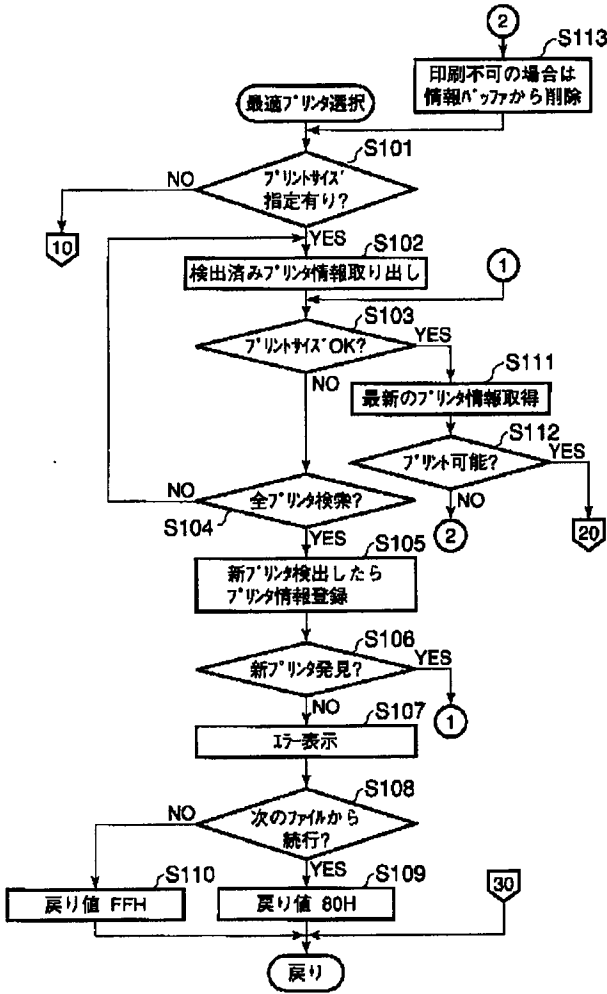 ②
S113
印刷不可の場合は
情報バッファから削除
最適プリンタ選択
S101
プリントサイズ
指定有り?
NO
10
YES
S102
検出済みプリンタ情報取り出し
①
S103
プリントサイズOK?
YES
NO
S111
最新のプリンタ情報取得
S112
プリント可能?
YES
NO
②
20
NO
全プリンタ検索?
S104
YES
S105
新プリンタ検出したら
プリンタ情報登録
S106
新プリンタ発見?
YES
①
NO
S107
エラー表示
S108
NO
次のファイルから
続行?
YES
S110
戻り値 FFH
S109
戻り値 80H
30
戻り